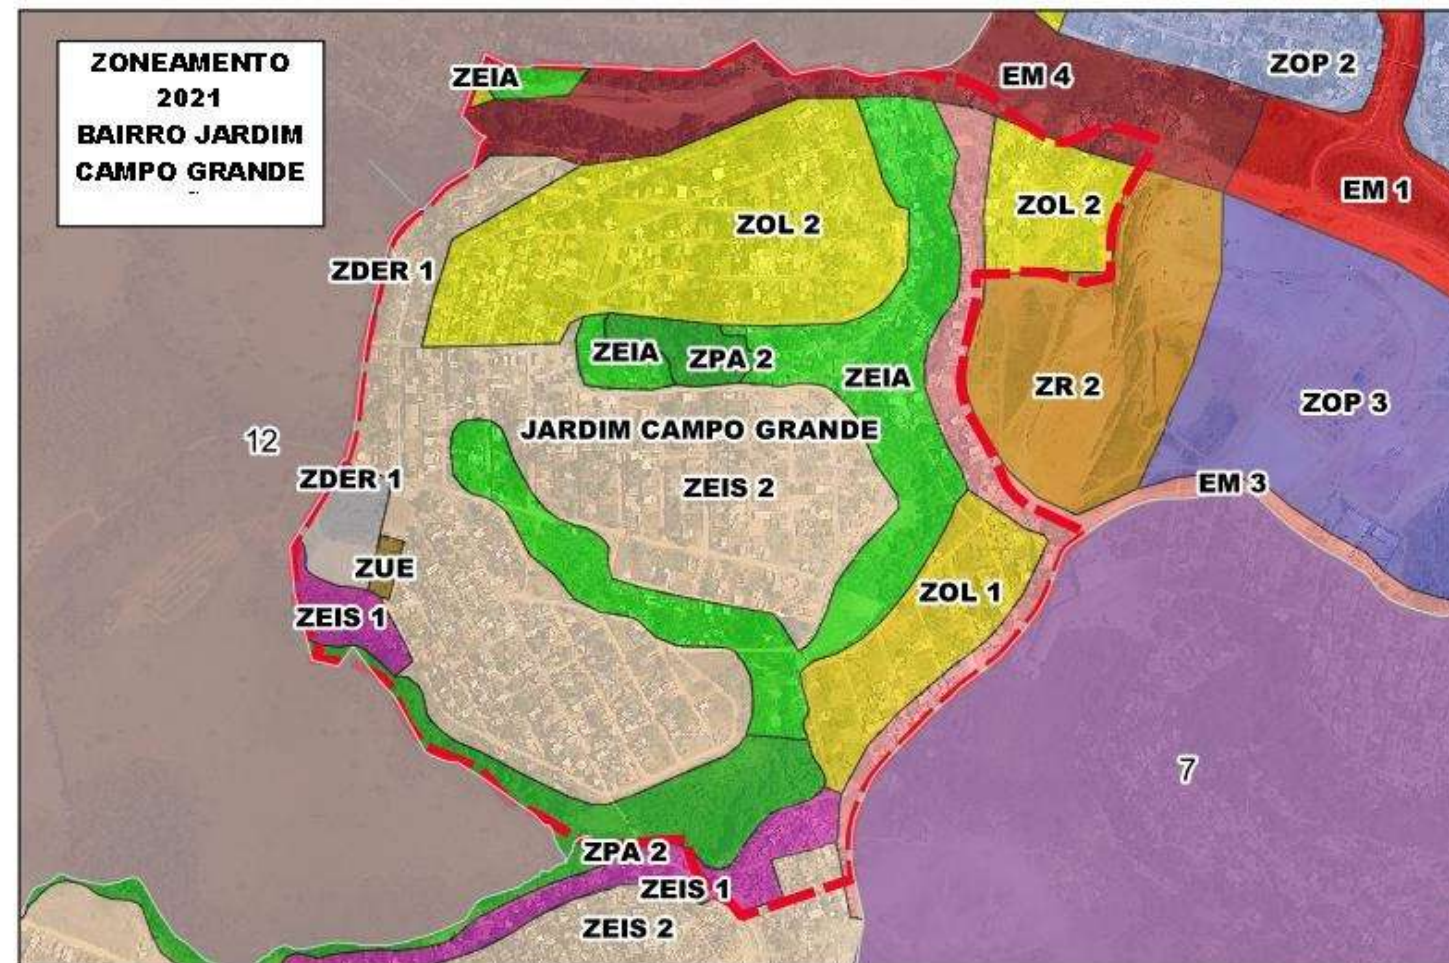 ZONEAMENTO
2021
BAIRRO JARDIM
CAMPO GRANDE
ZEIA
EM 4
ZOP 2
EM 1
ZOL 2
ZOL 2
ZDER 1
ZEIA
ZPA 2
ZEIA
ZR 2
ZOP 3
JARDIM CAMPO GRANDE
12
ZDER 1
ZEIS 2
EM 3
ZUE
ZOL 1
ZEIS 1
7
ZPA 2
ZEIS 1
ZEIS 2